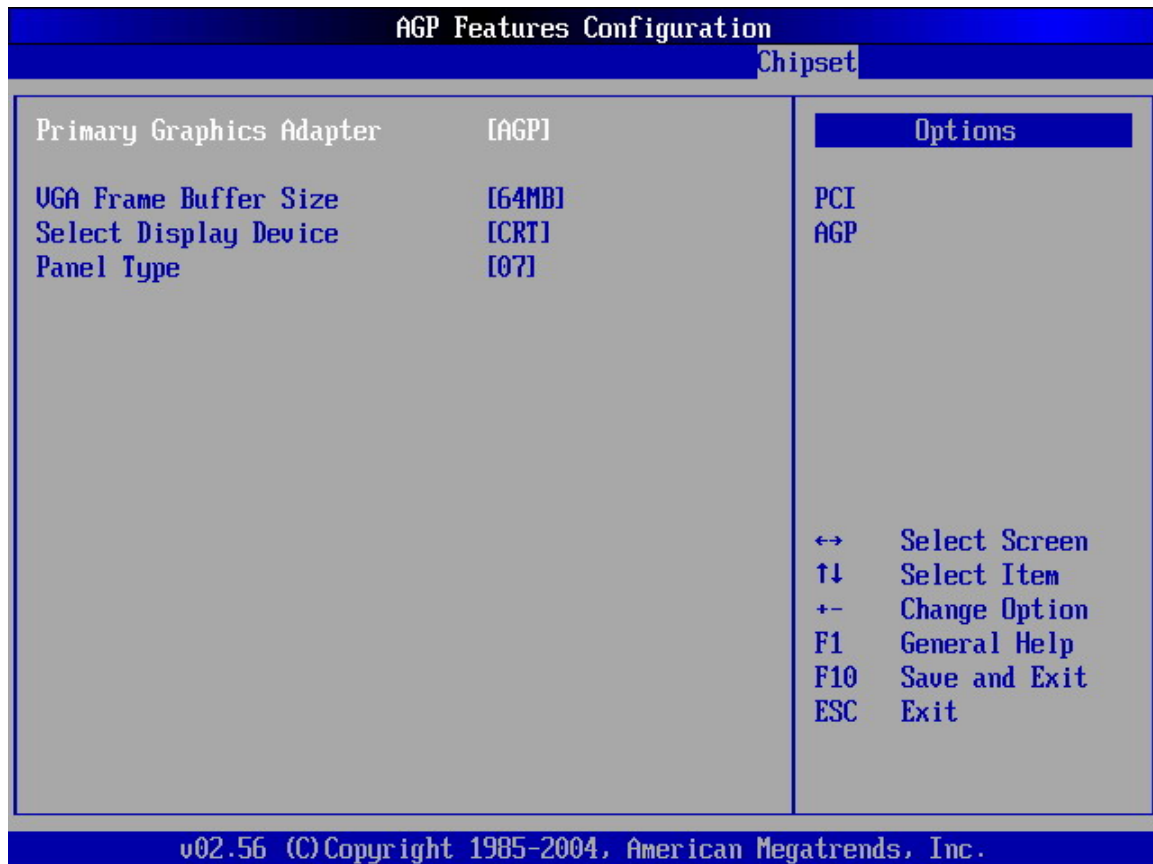 AGP Features Configuration
Chipset
Primary Graphics Adapter [AGP]
VGA Frame Buffer Size [64MB]
Select Display Device [CRT]
Panel Type [07]
Options
PCI
AGP
←→ Select Screen
↑↓ Select Item
+- Change Option
F1 General Help
F10 Save and Exit
ESC Exit
v02.56 (C)Copyright 1985-2004, American Megatrends, Inc.